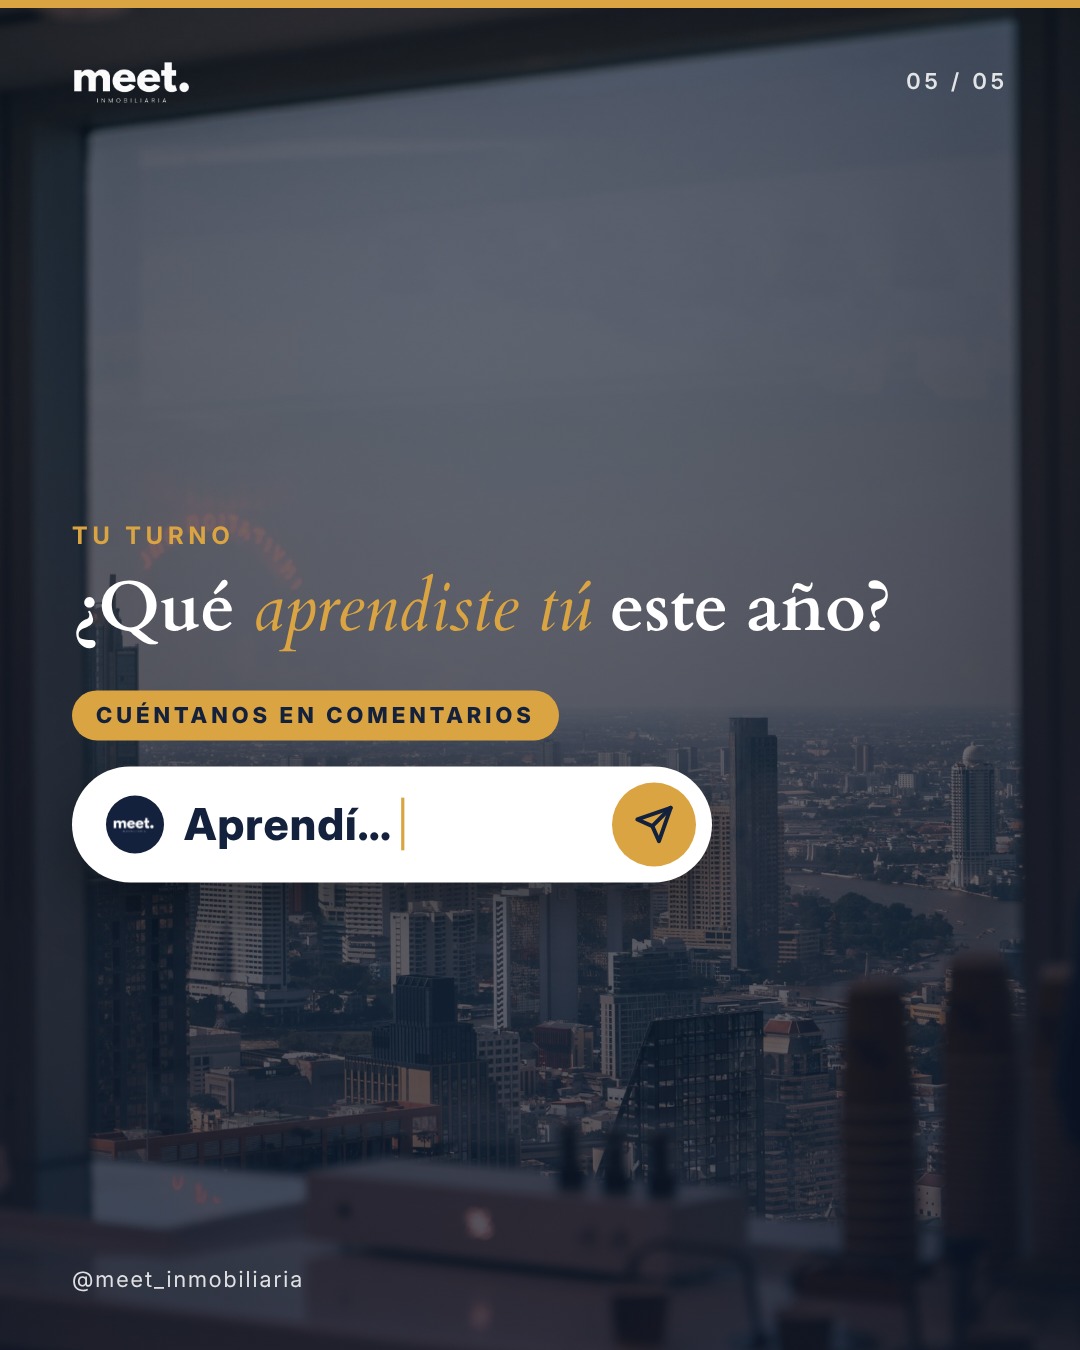 meet.
INMOBILIARIA
05 / 05
TU TURNO
¿Qué aprendiste tú este año?
CUÉNTANOS EN COMENTARIOS
meet.
Aprendí...
@meet_inmobiliaria